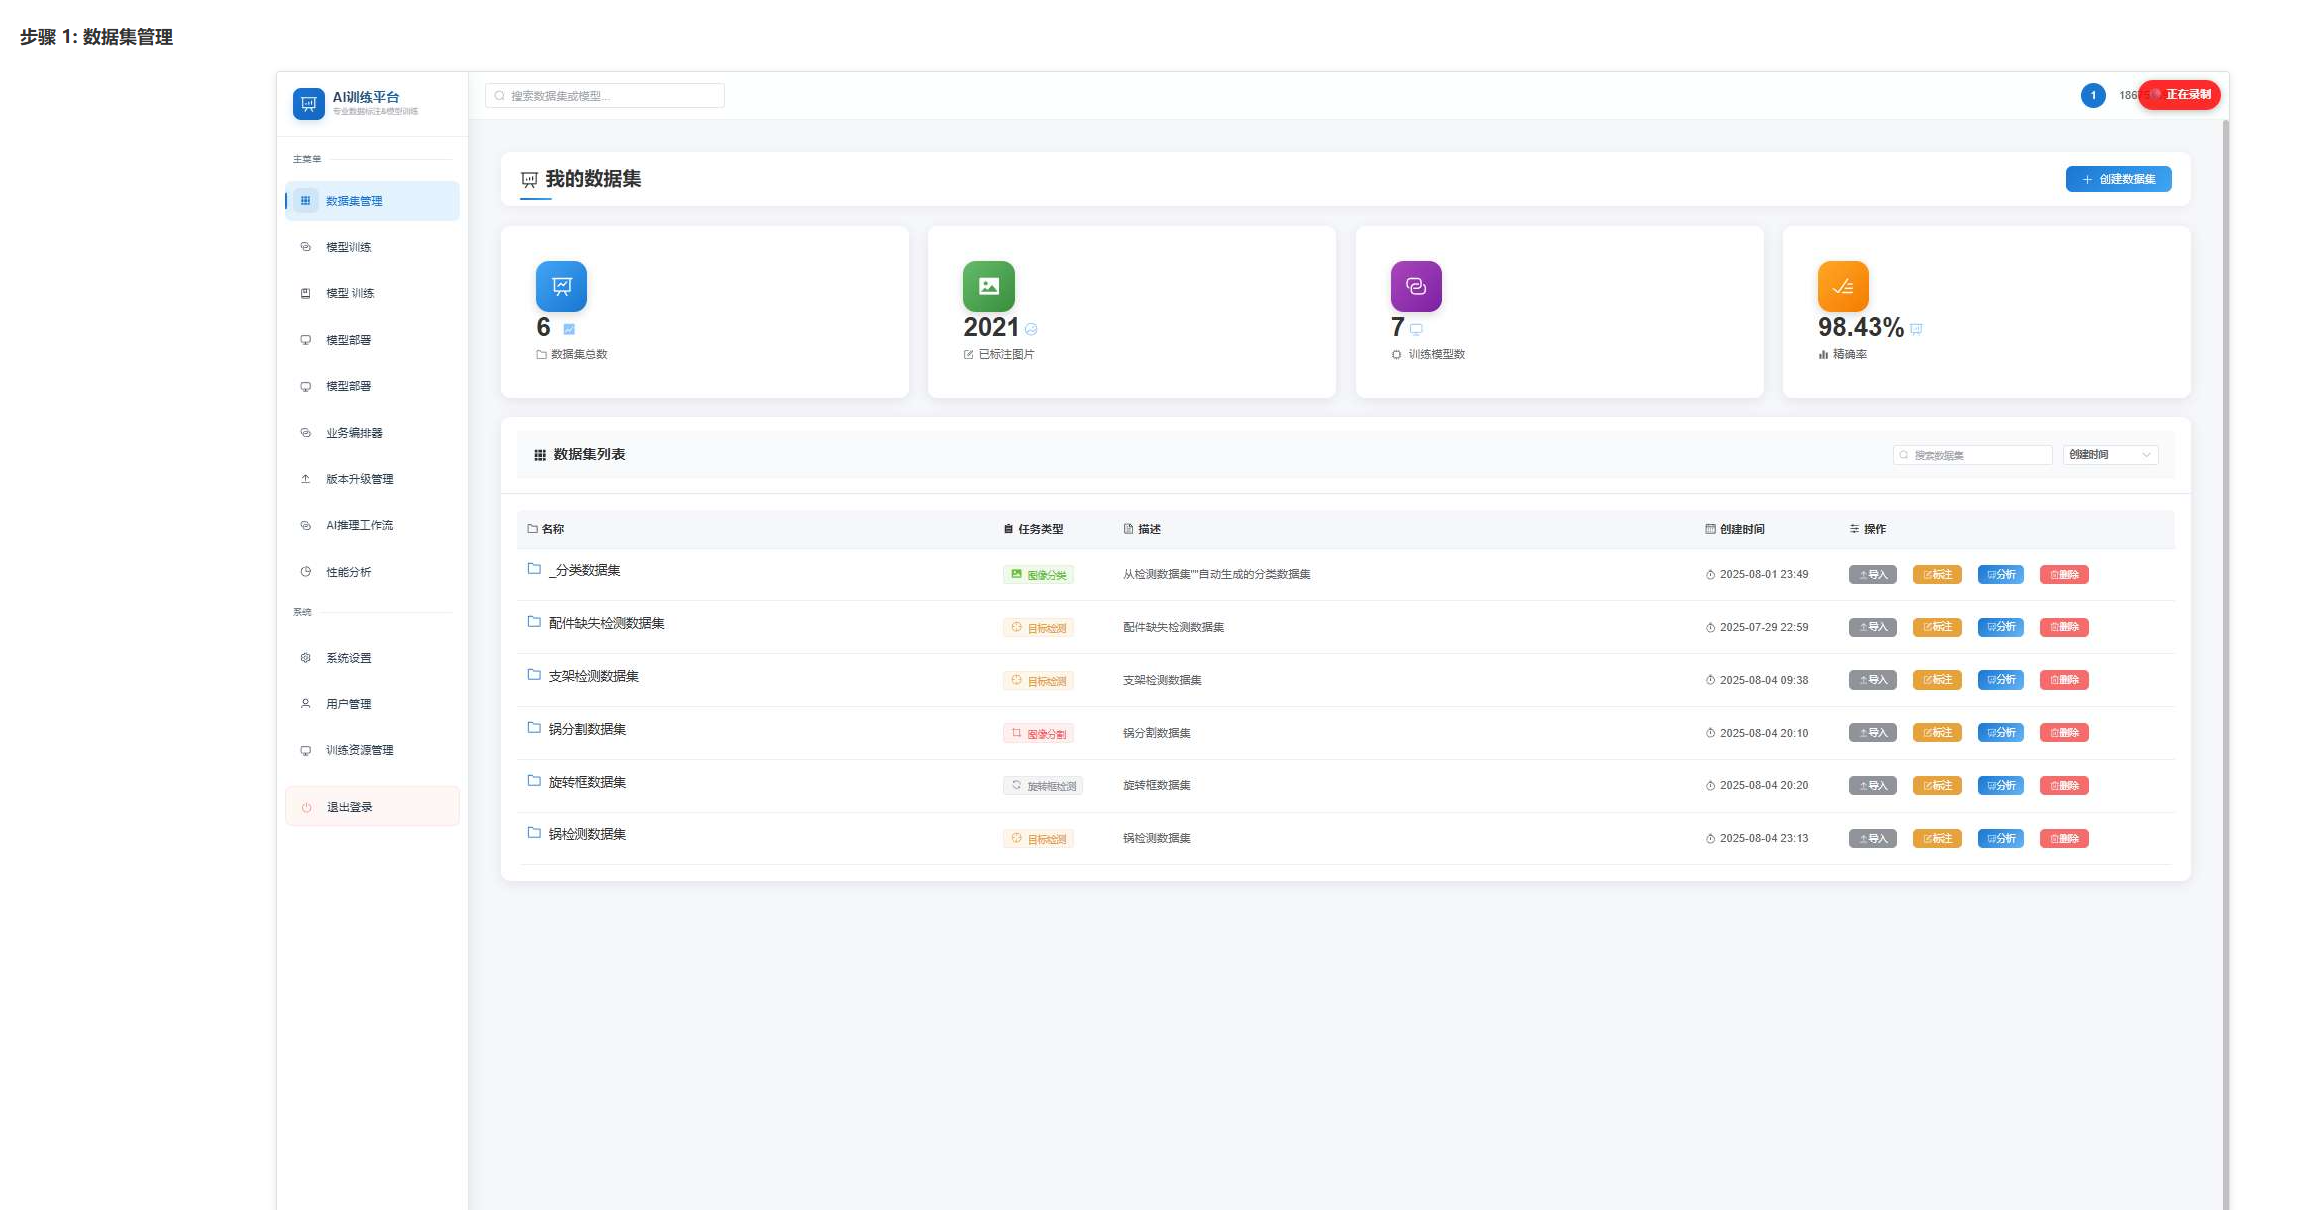 步骤 1: 数据集管理
AI训练平台
专业数据标注&模型训练
搜索数据集或模型...
1
正在录制
主菜单
数据集管理
模型训练
模型 训练
模型部署
模型部署
业务编排器
版本升级管理
AI推理工作流
性能分析
系统
系统设置
用户管理
训练资源管理
退出登录
我的数据集
创建数据集
6
数据集总数
2021
已标注图片
7
训练模型数
98.43%
精确率
数据集列表
搜索数据集
创建时间
名称 任务类型 描述 创建时间 操作
_分类数据集 图像分类 从检测数据集""自动生成的分类数据集 2025-08-01 23:49 导入 标注 分析 删除
配件缺失检测数据集 目标检测 配件缺失检测数据集 2025-07-29 22:59 导入 标注 分析 删除
支架检测数据集 目标检测 支架检测数据集 2025-08-04 09:38 导入 标注 分析 删除
锅分割数据集 图像分割 锅分割数据集 2025-08-04 20:10 导入 标注 分析 删除
旋转框数据集 旋转框检测 旋转框数据集 2025-08-04 20:20 导入 标注 分析 删除
锅检测数据集 目标检测 锅检测数据集 2025-08-04 23:13 导入 标注 分析 删除